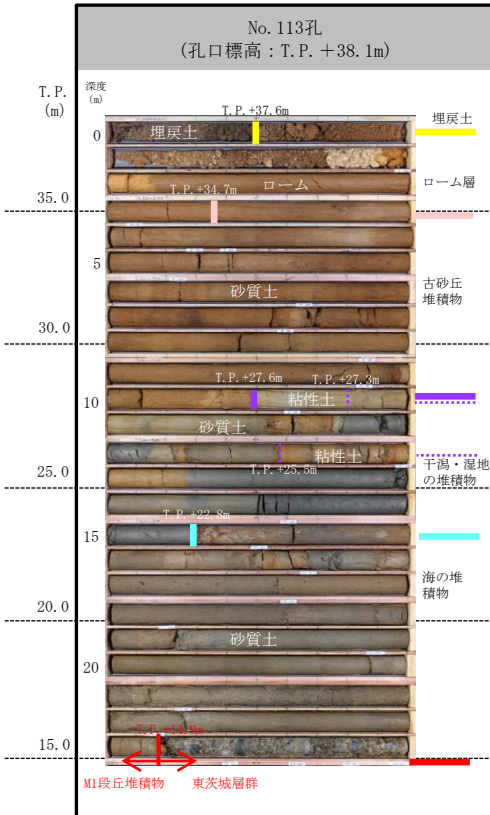 No.113孔
(孔口標高：T.P.＋38.1m)
T.P.
(m)
深度
(m)
T.P.+37.6m
埋戻土
0
埋戻土
ローム
ローム層
T.P.+34.7m
35.0
5
砂質土
古砂丘
堆積物
30.0
T.P.+27.6m
T.P.+27.3m
10
粘性土
砂質土
粘性土
干潟・湿地
の堆積物
T.P.+25.5m
25.0
T.P.+22.8m
15
海の堆
積物
20.0
砂質土
20
15.0
M1段丘堆積物
東茨城層群